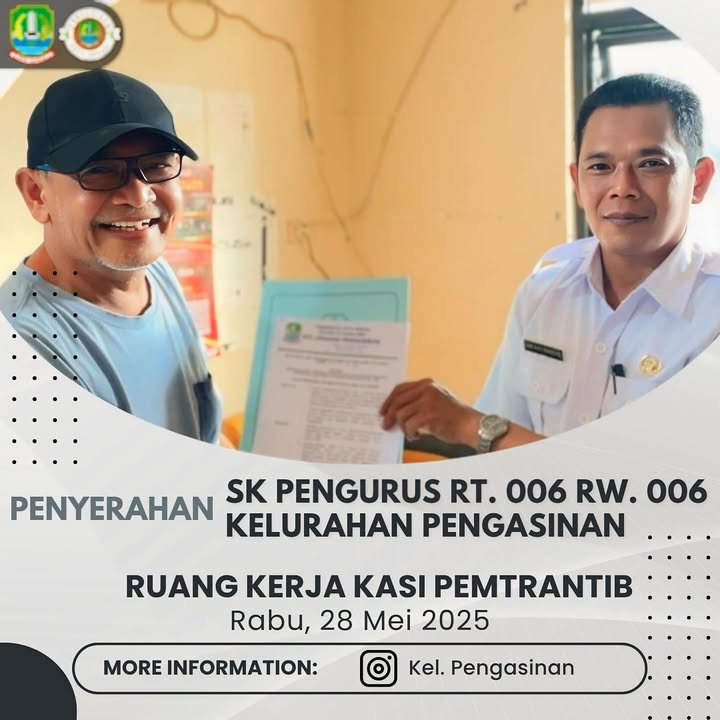 PENYERAHAN
SK PENGURUS RT. 006 RW. 006
KELURAHAN PENGASINAN
RUANG KERJA KASI PEMTRANTIB
Rabu, 28 Mei 2025
MORE INFORMATION:
Kel. Pengasinan